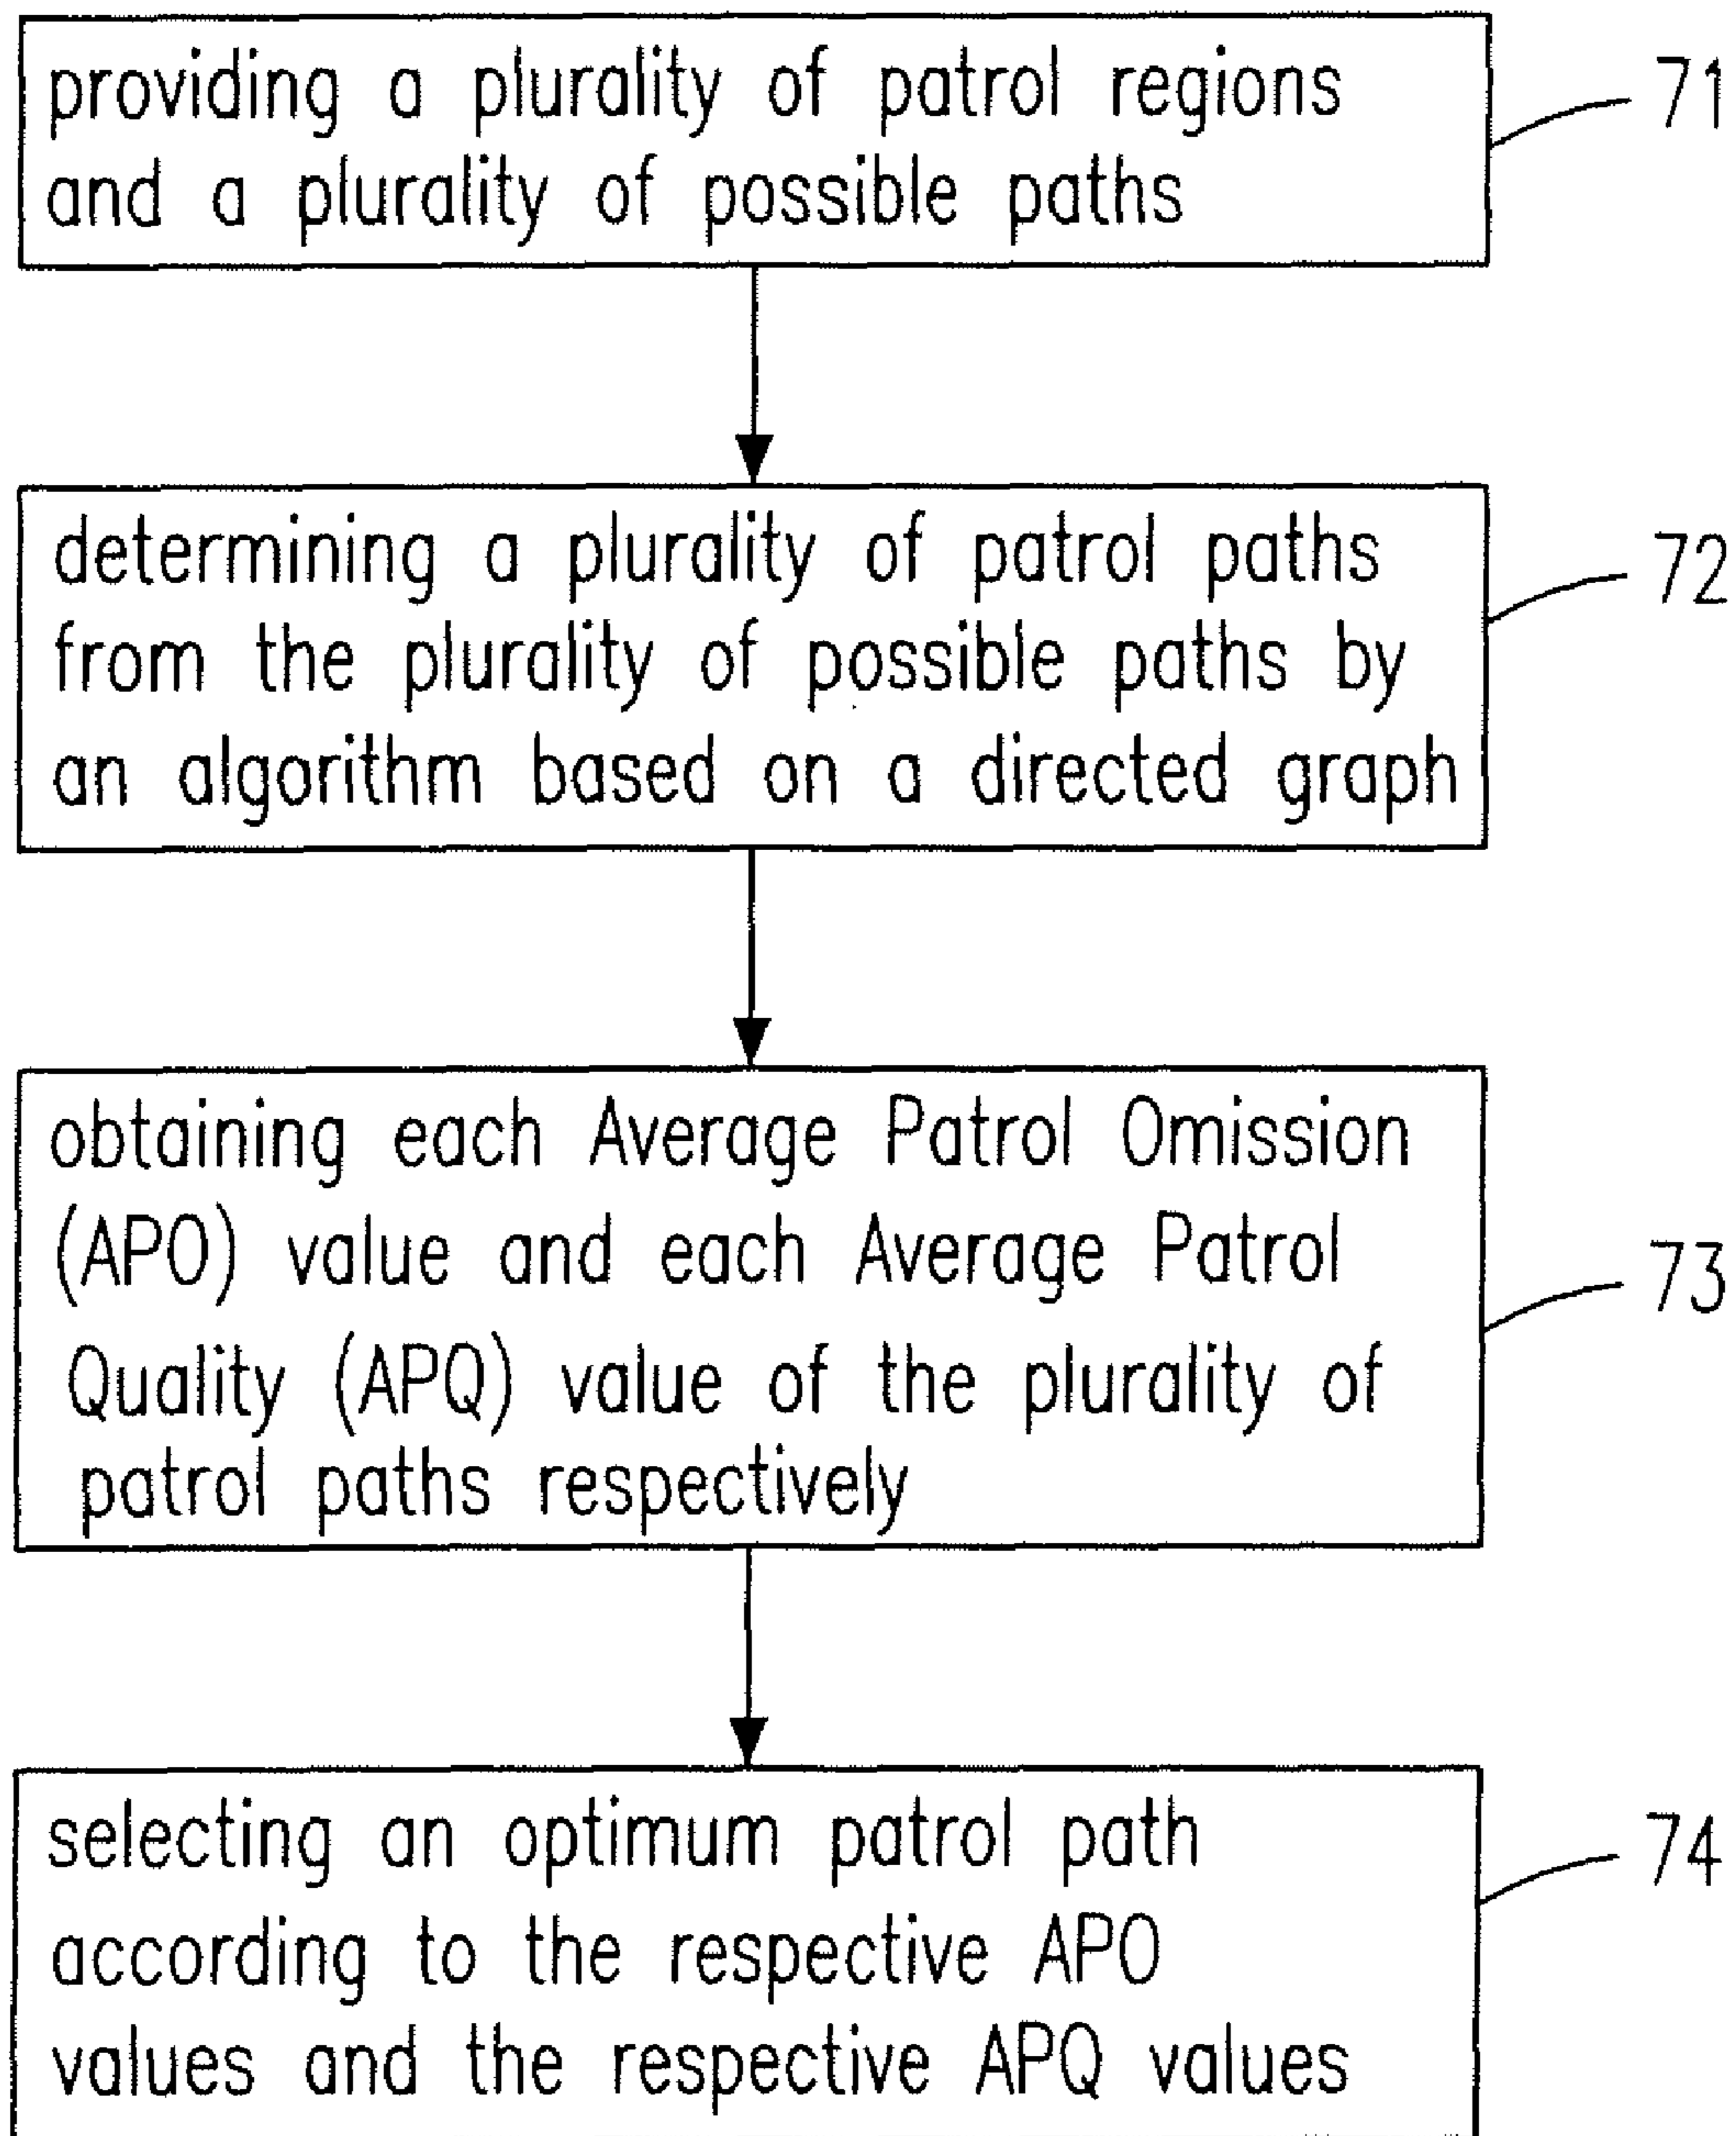 providing a plurality of patrol regions
and a plurality of possible paths
71
determining a plurality of patrol paths
from the plurality of possible paths by
an algorithm based on a directed graph
72
obtaining each Average Patrol Omission
(APO) value and each Average Patrol
Quality (APQ) value of the plurality of
patrol paths respectively
73
selecting an optimum patrol path
according to the respective APO
values and the respective APQ values
74